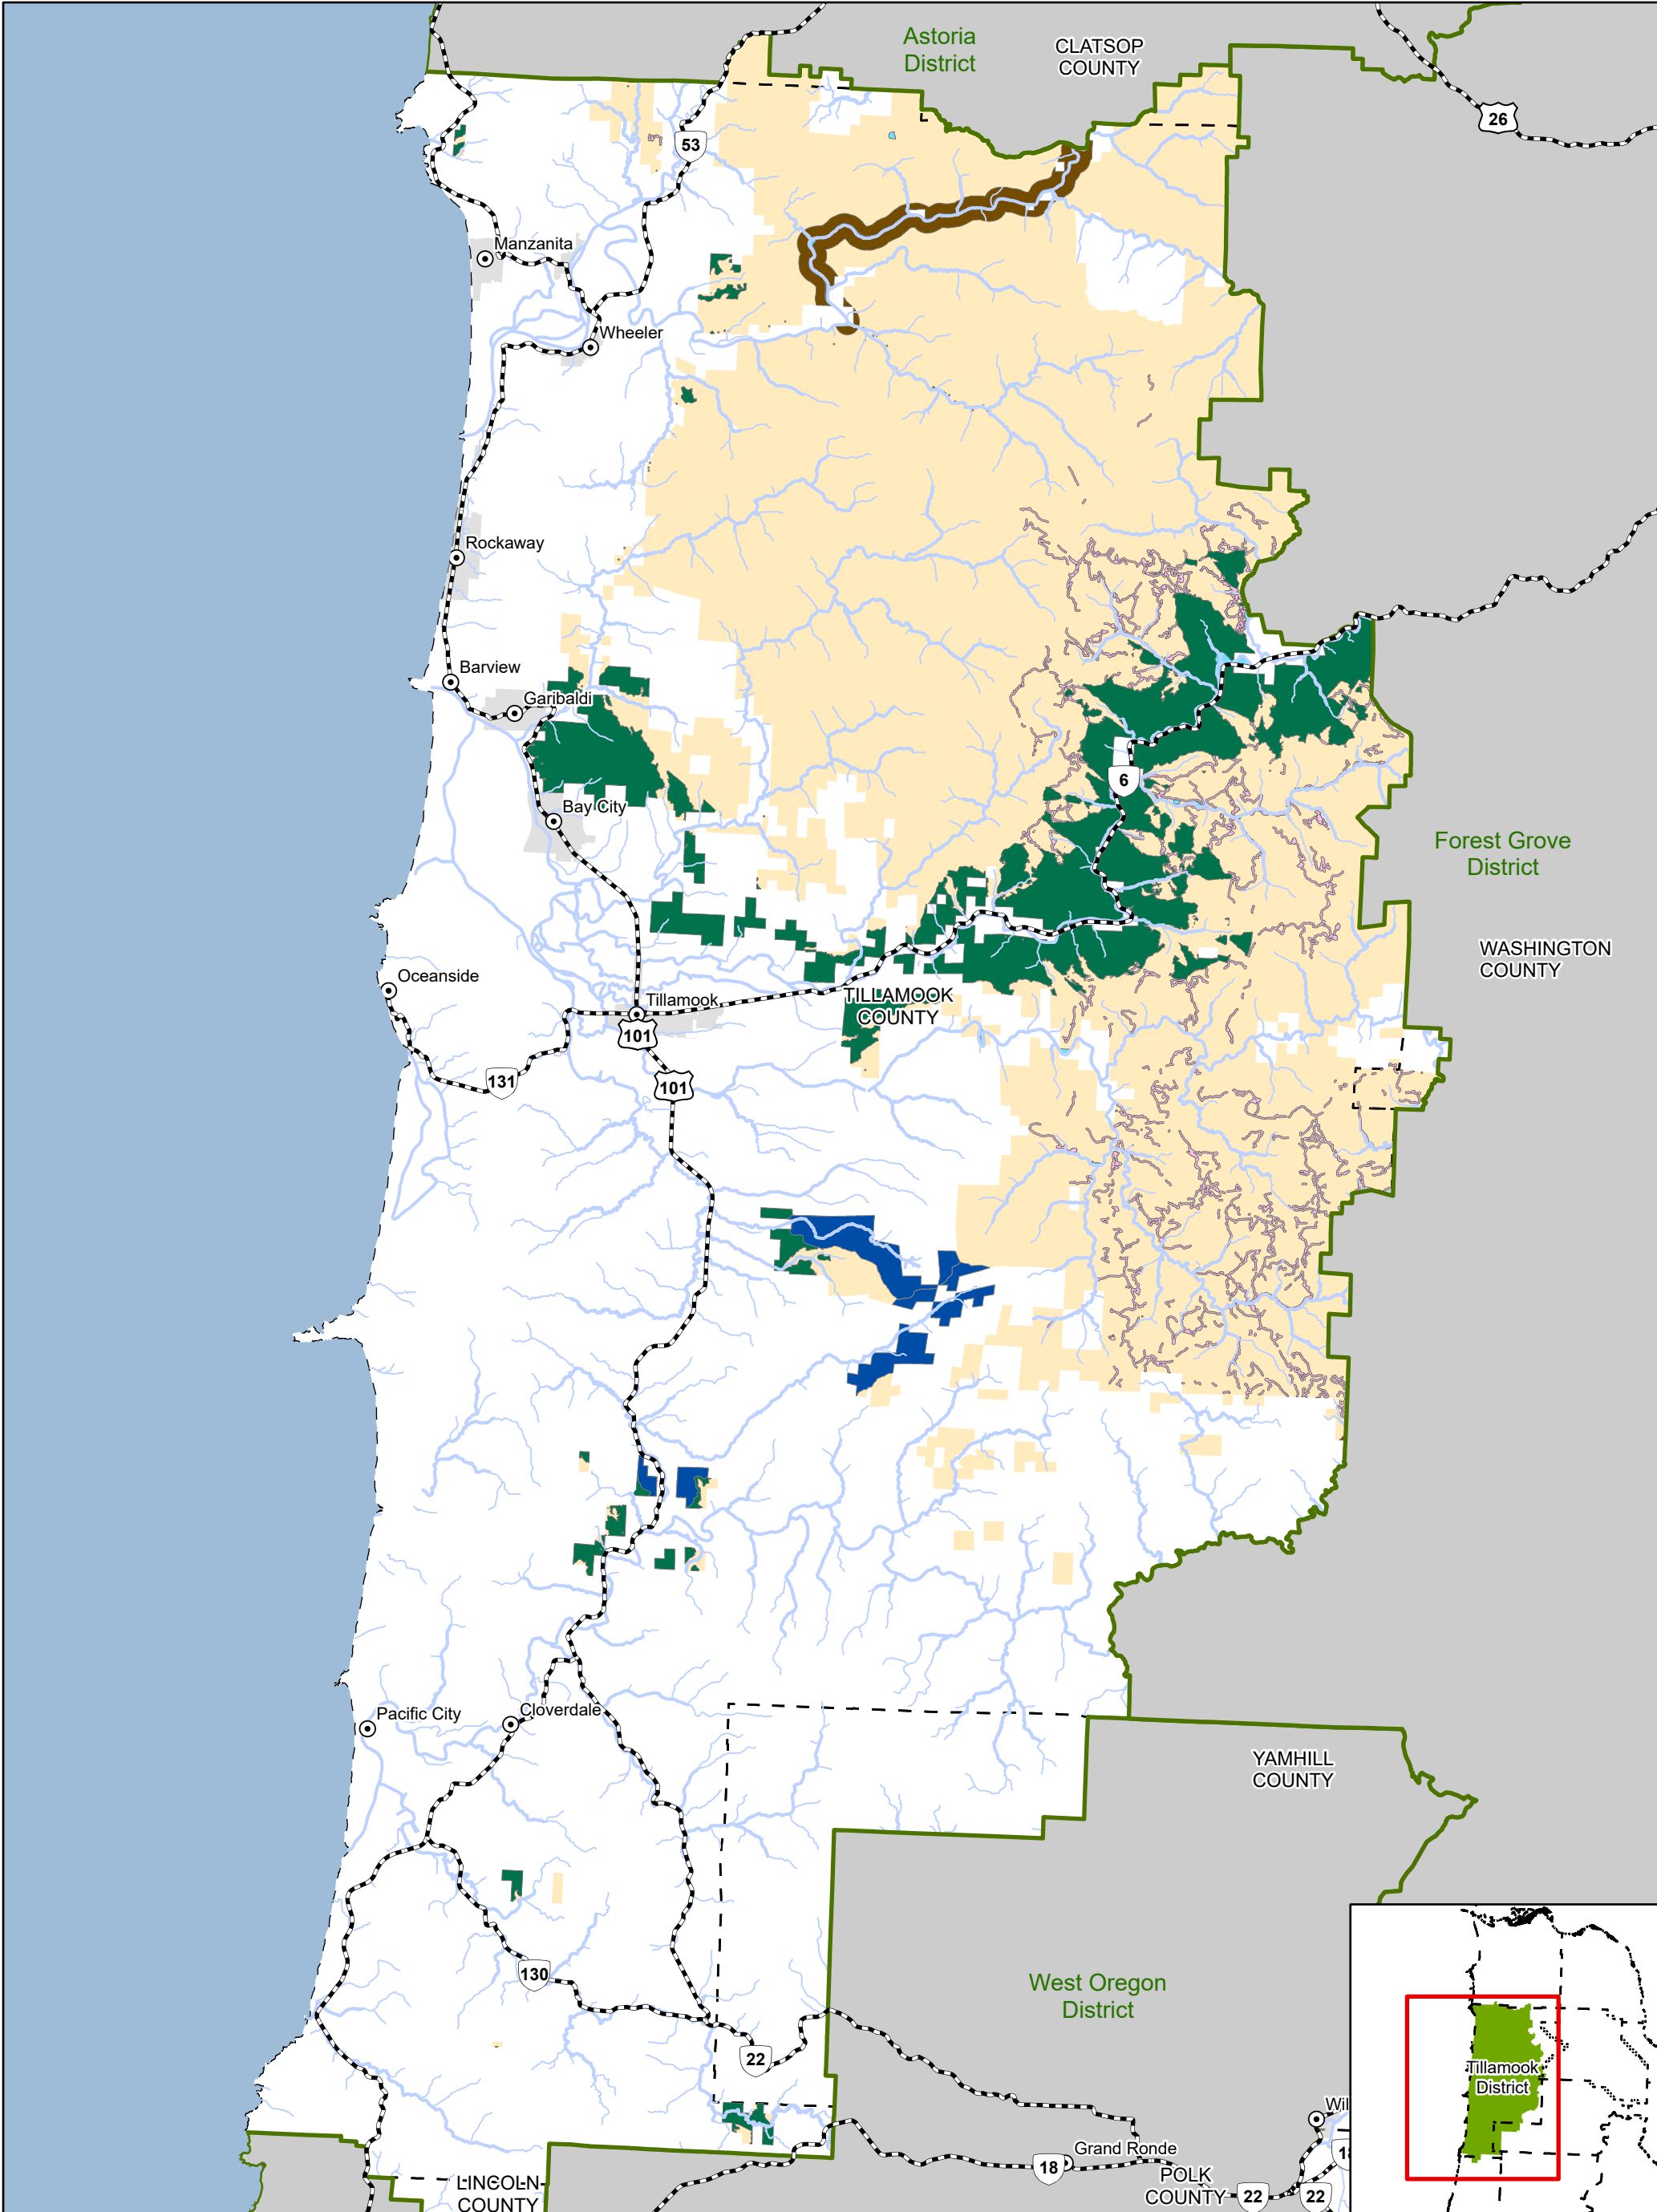 Astoria
District
CLATSOP
COUNTY
26
53
Manzanita
Wheeler
Rockaway
Barview
Garibaldi
6
Bay City
Forest Grove
District
WASHINGTON
COUNTY
Oceanside
Tillamook
TILLAMOOK
COUNTY
101
131
101
Pacific City
Cloverdale
YAMHILL
COUNTY
130
West Oregon
District
22
Tillamook
District
Wil
18
Grand Ronde
18
POLK
COUNTY
22
22
LINCOLN
COUNTY